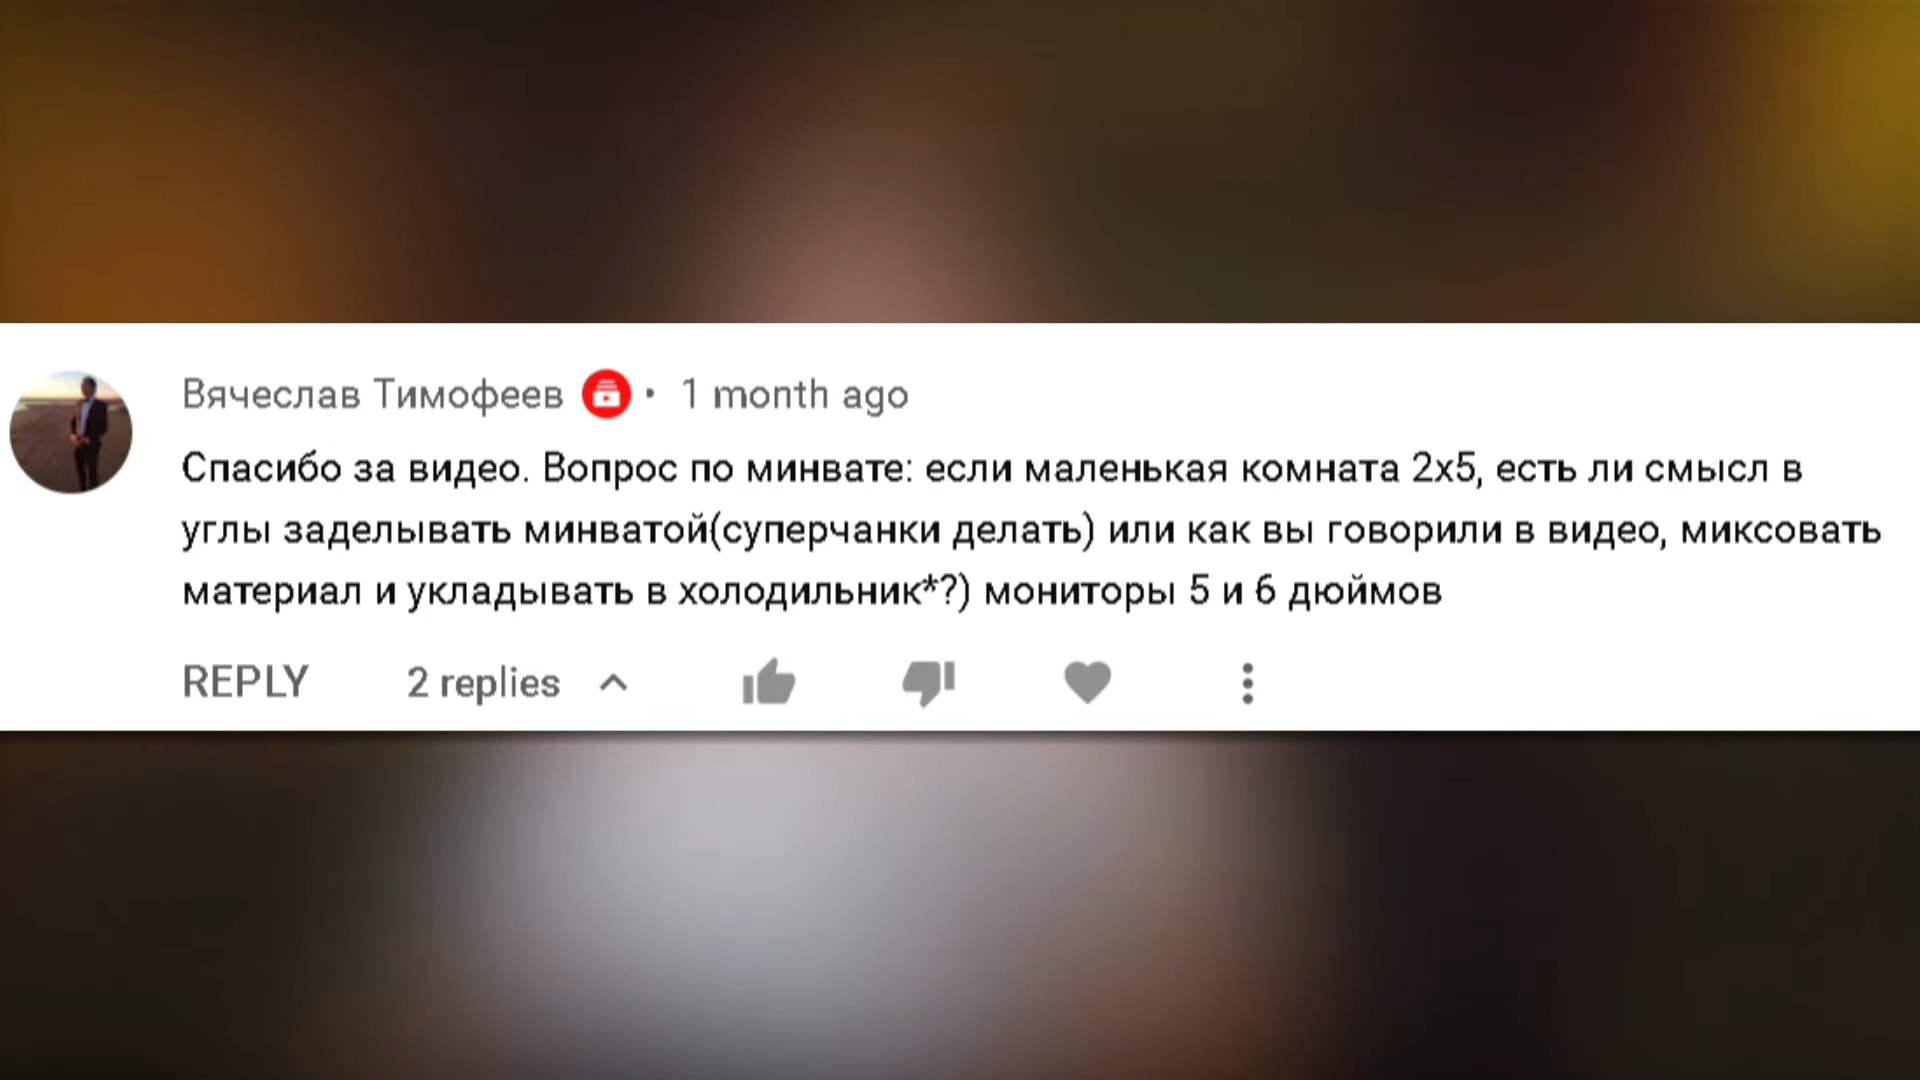 Вячеслав Тимофеев • 1 month ago
Спасибо за видео. Вопрос по минвате: если маленькая комната 2х5, есть ли смысл в
углы заделывать минватой(суперчанки делать) или как вы говорили в видео, миксовать
материал и укладывать в холодильник*?) мониторы 5 и 6 дюймов
REPLY 2 replies